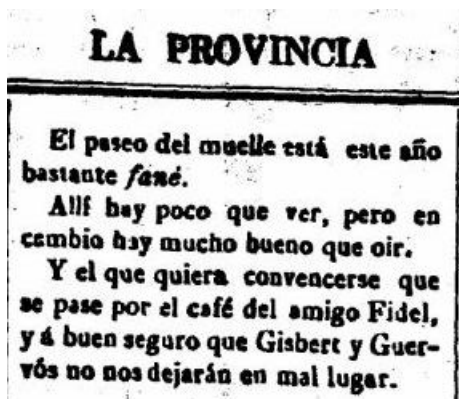 LA PROVINCIA
El paseo del muelle está este año
bastante fané.
Allí hay poco que ver, pero en
cambio hay mucho bueno que oir.
Y el que quiera convencerse que
se pase por el café del amigo Fidel,
y á buen seguro que Gisbert y Guer-
vós no nos dejarán en mal lugar.